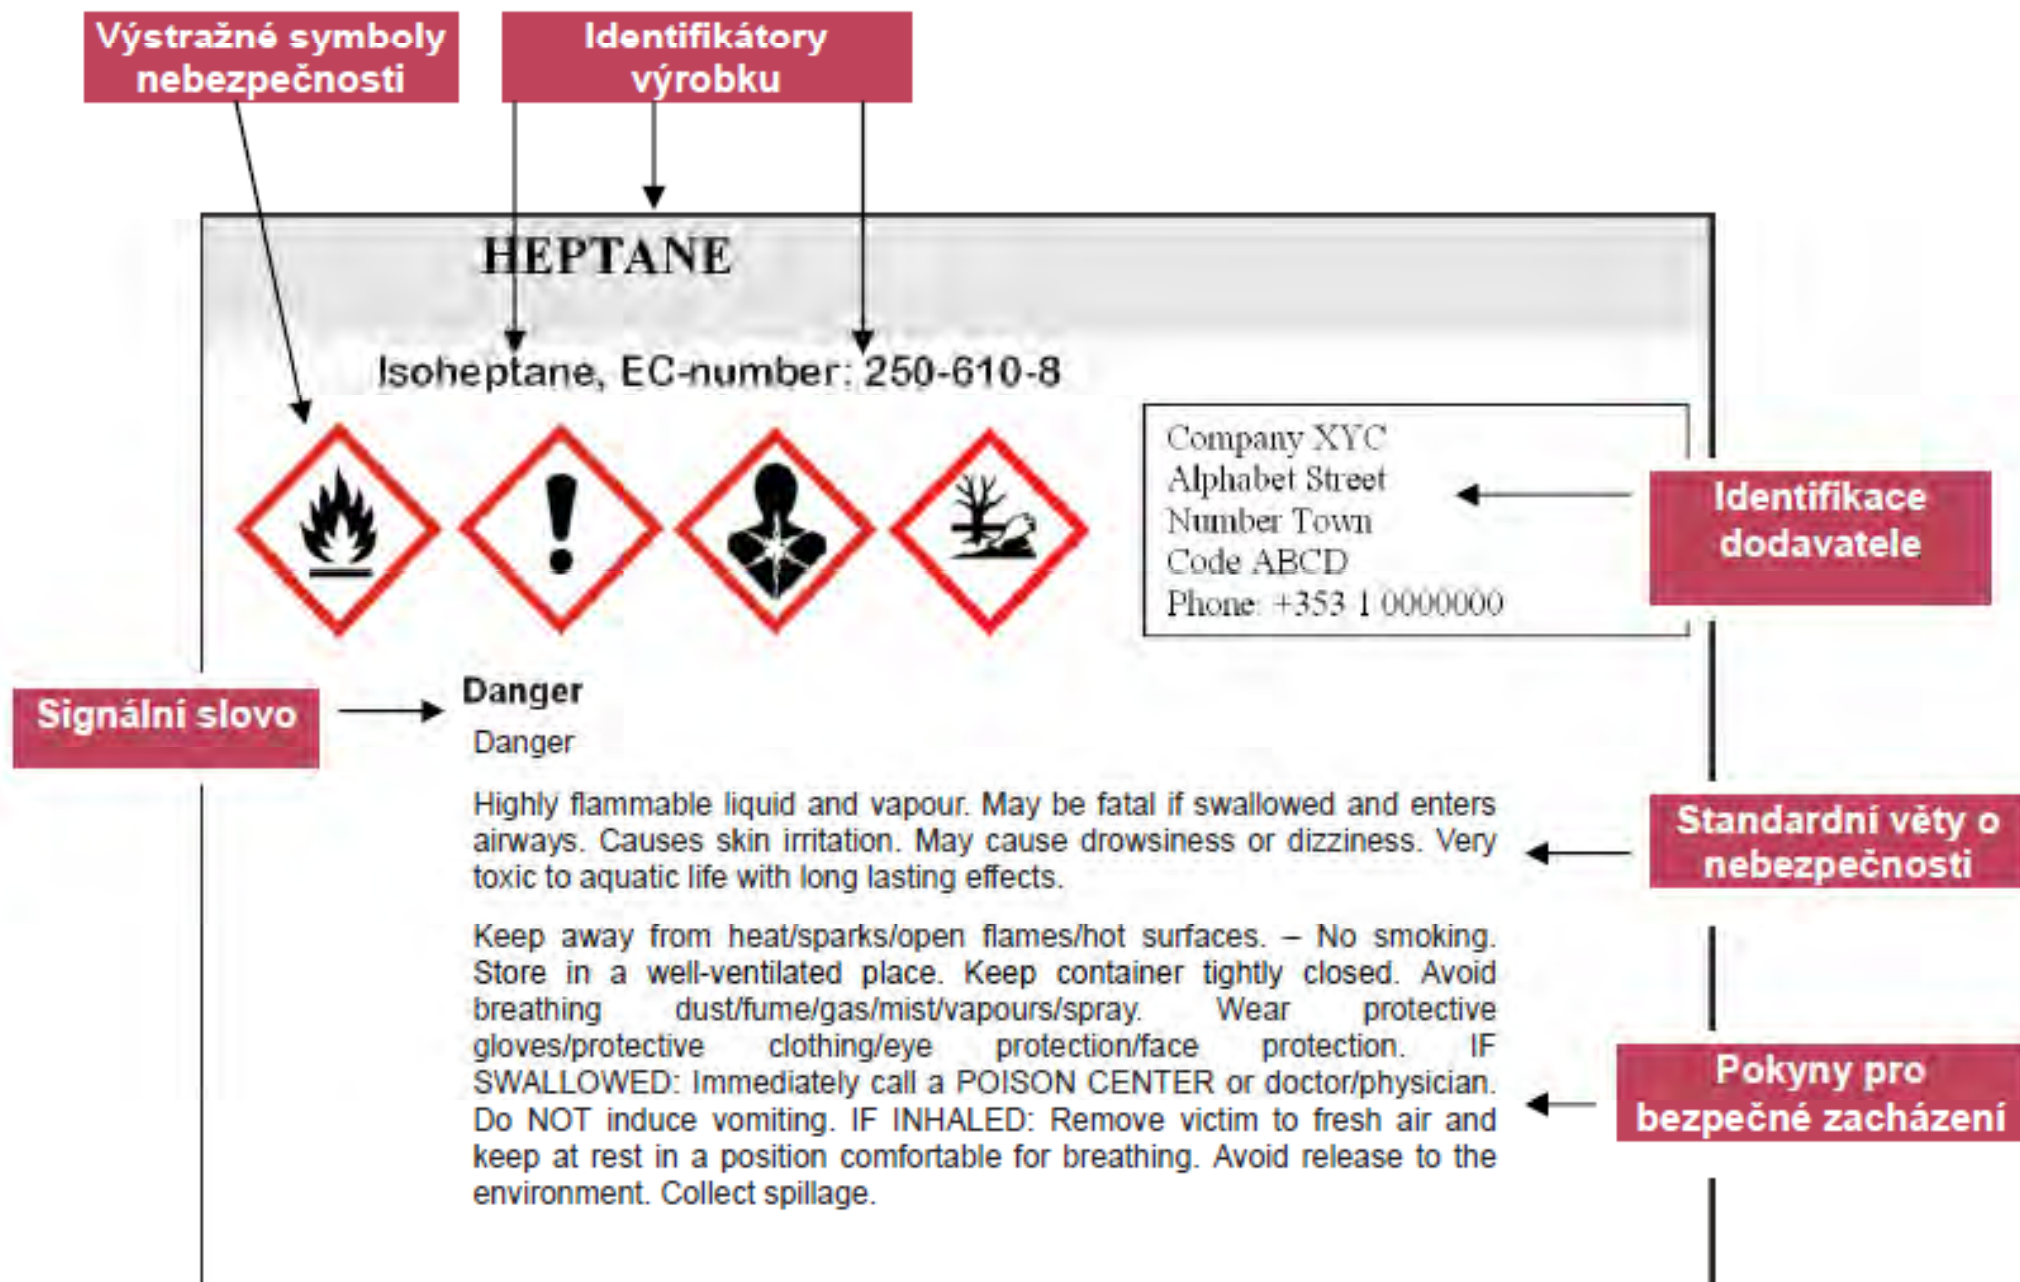 Výstražné symboly
nebezpečnosti
Identifikátory
výrobku
HEPTANE
Isoheptane, EC-number: 250-610-8
Company XYC
Alphabet Street
Number Town
Code ABCD
Phone: +353 1 0000000
Identifikace
dodavatele
Signální slovo
Danger
Danger
Highly flammable liquid and vapour. May be fatal if swallowed and enters
airways. Causes skin irritation. May cause drowsiness or dizziness. Very
toxic to aquatic life with long lasting effects.
Standardní věty o
nebezpečnosti
Keep away from heat/sparks/open flames/hot surfaces. – No smoking.
Store in a well-ventilated place. Keep container tightly closed. Avoid
breathing dust/fume/gas/mist/vapours/spray. Wear protective
gloves/protective clothing/eye protection/face protection. IF
SWALLOWED: Immediately call a POISON CENTER or doctor/physician.
Do NOT induce vomiting. IF INHALED: Remove victim to fresh air and
keep at rest in a position comfortable for breathing. Avoid release to the
environment. Collect spillage.
Pokyny pro
bezpečné zacházení